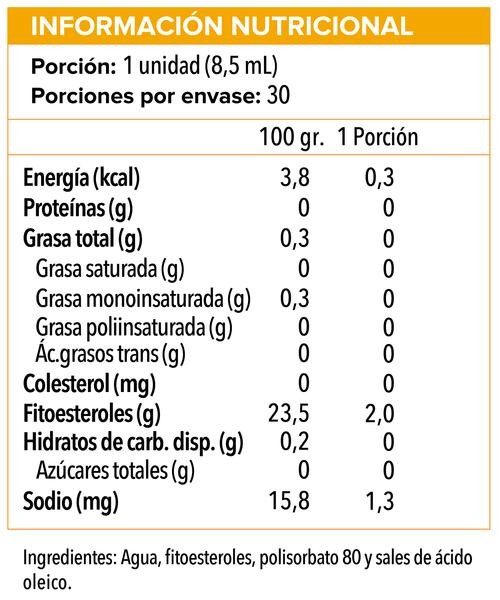 INFORMACIÓN NUTRICIONAL
Porción: 1 unidad (8,5 mL)
Porciones por envase: 30
100 gr. 1 Porción
Energía (kcal) 3,8 0,3
Proteínas (g) 0 0
Grasa total (g) 0,3 0
Grasa saturada (g) 0 0
Grasa monoinsaturada (g) 0,3 0
Grasa poliinsaturada (g) 0 0
Ác.grasos trans (g) 0 0
Colesterol (mg) 0 0
Fitoesteroles (g) 23,5 2,0
Hidratos de carb. disp. (g) 0,2 0
Azúcares totales (g) 0 0
Sodio (mg) 15,8 1,3
Ingredientes: Agua, fitoesteroles, polisorbato 80 y sales de ácido
oleico.